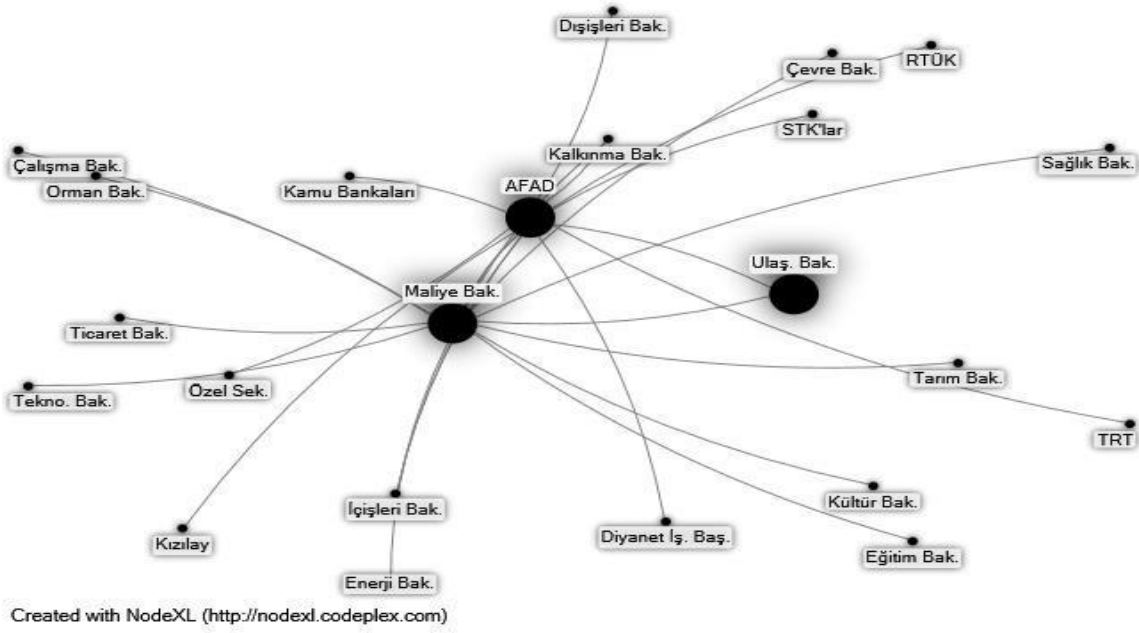 Dışişleri Bak.
Çevre Bak.
RTÜK
STK'lar
Kalkınma Bak.
Sağlık Bak.
Çalışma Bak.
Orman Bak.
Kamu Bankaları
AFAD
Ulaş. Bak.
Maliye Bak.
Ticaret Bak.
Tarım Bak.
Tekno. Bak.
Özel Sek.
TRT
Kültür Bak.
İçişleri Bak.
Diyanet İş. Baş.
Kızılay
Eğitim Bak.
Enerji Bak.
Created with NodeXL (http://nodexl.codeplex.com)